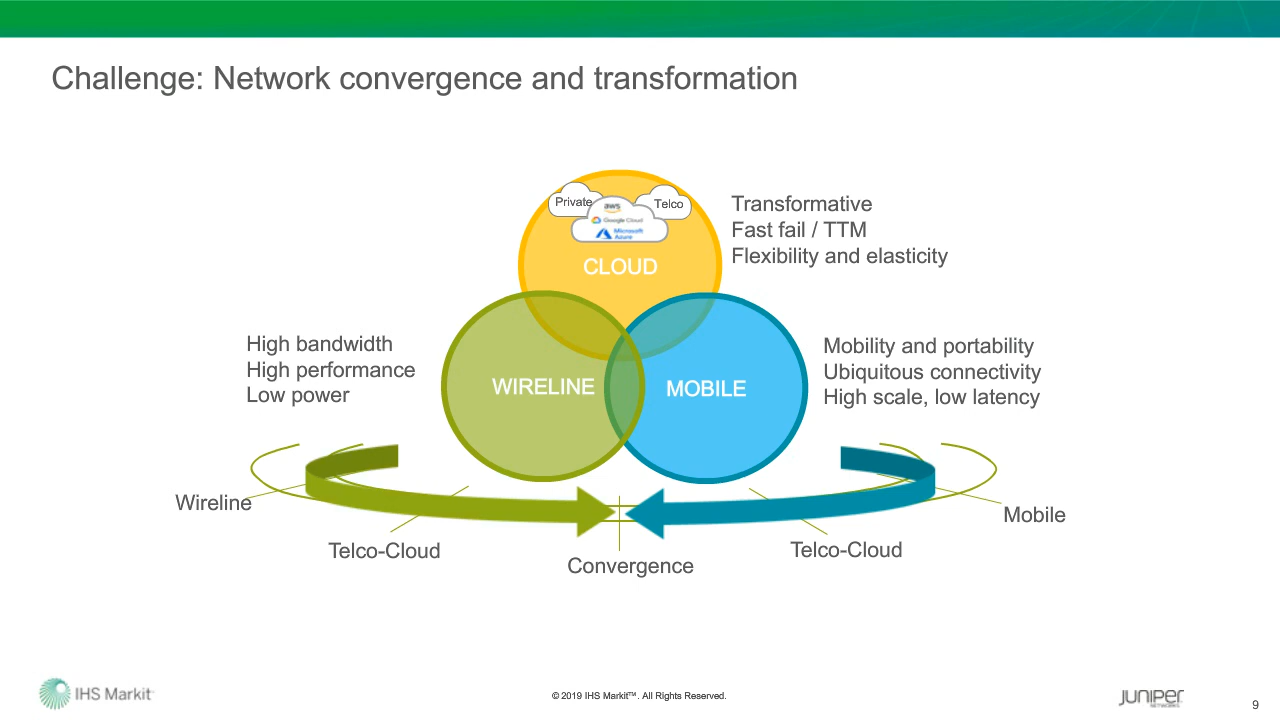 Challenge: Network convergence and transformation
Private
Telco
aws
Google Cloud
Microsoft
Azure
CLOUD
Transformative
Fast fail / TTM
Flexibility and elasticity
High bandwidth
High performance
Low power
WIRELINE
MOBILE
Mobility and portability
Ubiquitous connectivity
High scale, low latency
Wireline
Telco-Cloud
Convergence
Telco-Cloud
Mobile
IHS Markit
© 2019 IHS Markit™. All Rights Reserved.
JUNIPER
NETWORKS
9